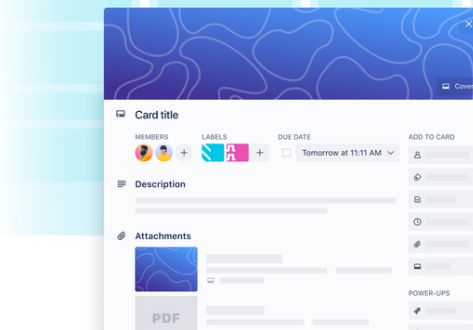 Cover
Card title
MEMBERS
LABELS
DUE DATE
Tomorrow at 11:11 AM
ADD TO CARD
Description
Attachments
PDF
POWER-UPS